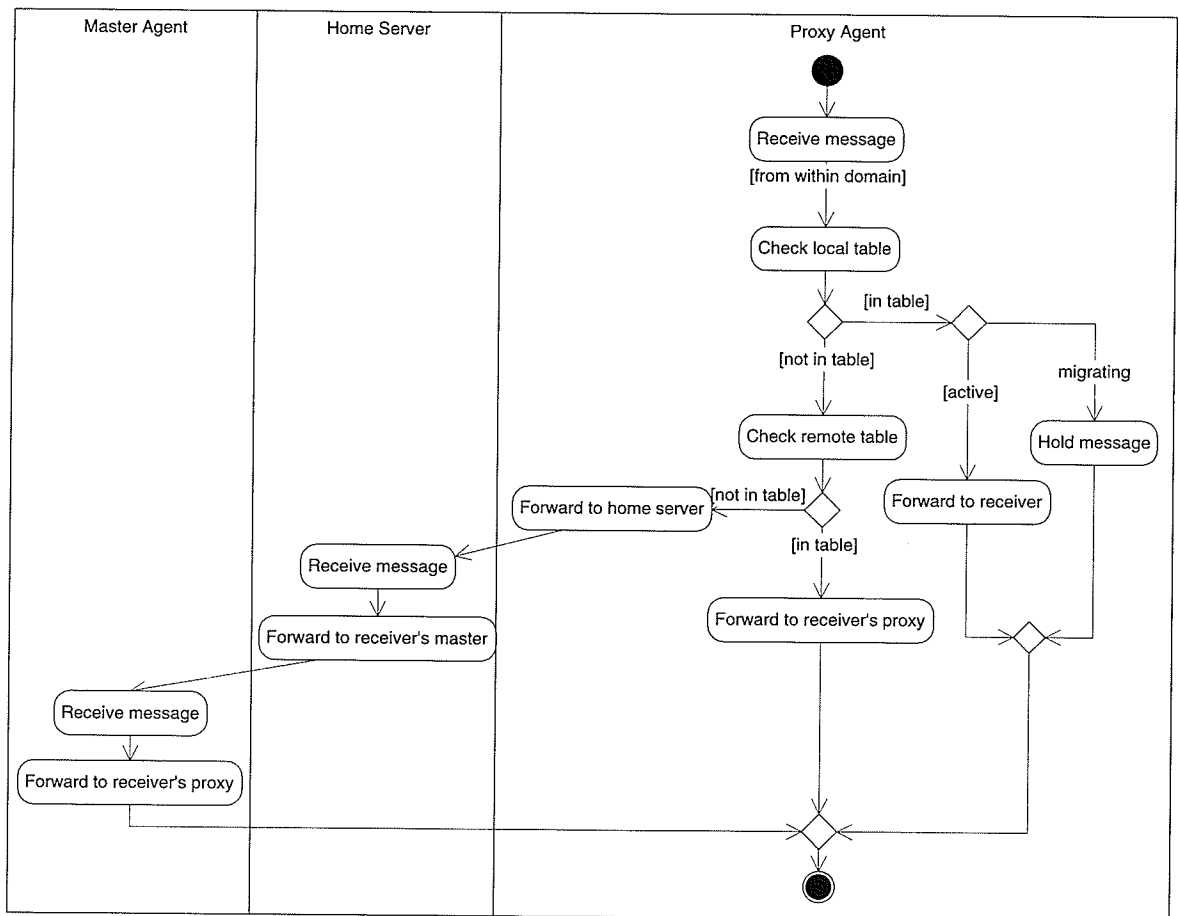 Master Agent
Home Server
Proxy Agent
Receive message
[from within domain]
Check local table
[in table]
[not in table]
migrating
[active]
Check remote table
Hold message
[not in table]
Forward to home server
Forward to receiver
[in table]
Receive message
Forward to receiver's proxy
Forward to receiver's master
Receive message
Forward to receiver's proxy